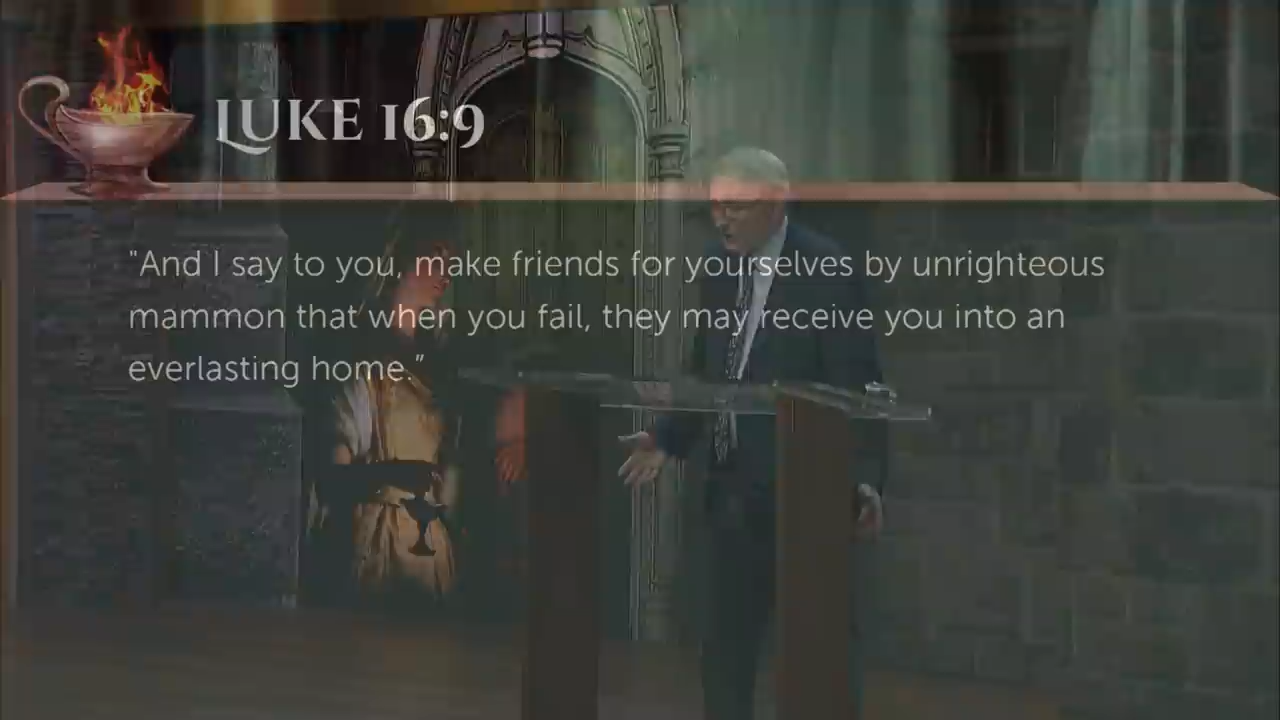 LUKE 16:9
"And I say to you, make friends for yourselves by unrighteous
mammon that when you fail, they may receive you into an
everlasting home.”